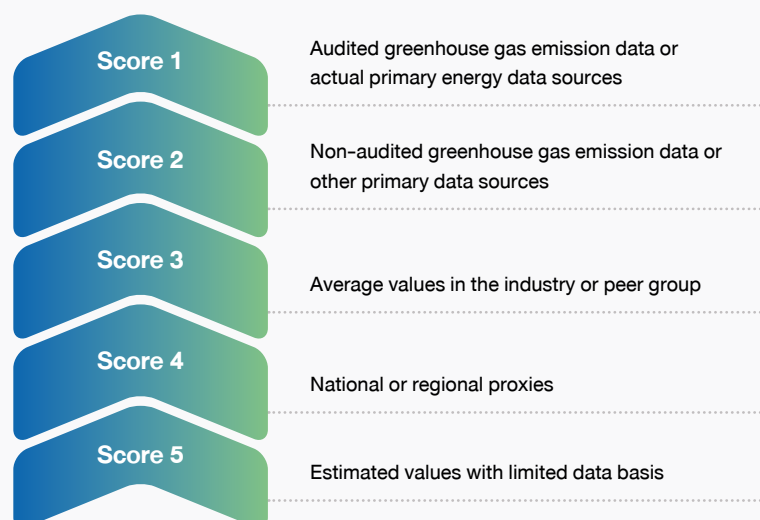 Score 1
Audited greenhouse gas emission data or
actual primary energy data sources
Score 2
Non-audited greenhouse gas emission data or
other primary data sources
Score 3
Average values in the industry or peer group
Score 4
National or regional proxies
Score 5
Estimated values with limited data basis